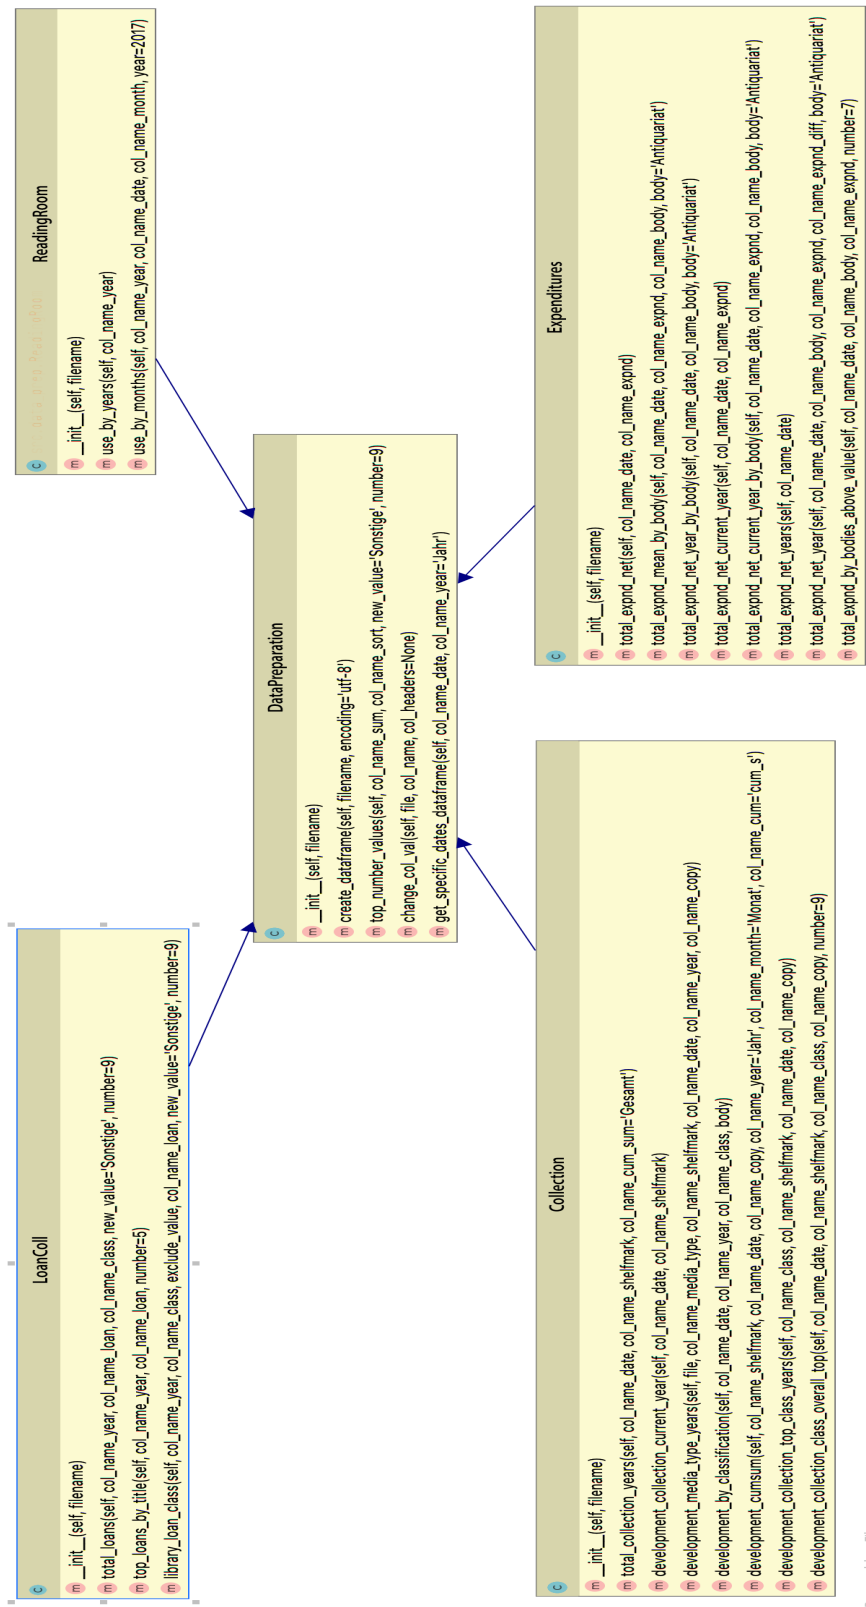 LoanColl
__init__(self, filename)
total_loans(self, col_name_year, col_name_loan, col_name_class, new_value='Sonstige', number=9)
top_loans_by_title(self, col_name_year, col_name_loan, number=5)
library_loan_class(self, col_name_year, col_name_class, exclude_value, col_name_loan, new_value='Sonstige', number=9)
ReadingRoom
__init__(self, filename)
use_by_years(self, col_name_year)
use_by_months(self, col_name_year, col_name_date, col_name_month, year=2017)
DataPreparation
__init__(self, filename)
create_dataframe(self, filename, encoding='utf-8')
top_number_values(self, col_name_sum, col_name_sort, new_value='Sonstige', number=9)
change_col_val(self, file, col_name, col_headers=None)
get_specific_dates_dataframe(self, col_name_date, col_name_year='Jahr')
Collection
__init__(self, filename)
total_collection_years(self, col_name_date, col_name_shelfmark, col_name_cum_sum='Gesamt')
development_collection_current_year(self, col_name_date, col_name_shelfmark)
development_media_type_years(self, file, col_name_media_type, col_name_shelfmark, col_name_date, col_name_year, col_name_copy)
development_by_classification(self, col_name_date, col_name_year, col_name_class, body)
development_cumsum(self, col_name_shelfmark, col_name_date, col_name_copy, col_name_year='Jahr', col_name_month='Monat', col_name_cum='cum_s')
development_collection_top_class_years(self, col_name_class, col_name_shelfmark, col_name_date, col_name_copy)
development_collection_class_overall_top(self, col_name_date, col_name_shelfmark, col_name_class, col_name_copy, number=9)
Expenditures
__init__(self, filename)
total_expnd_net(self, col_name_date, col_name_expnd)
total_expnd_mean_by_body(self, col_name_date, col_name_expnd, col_name_body, body='Antiquariat')
total_expnd_net_year_by_body(self, col_name_date, col_name_body, body='Antiquariat')
total_expnd_net_current_year(self, col_name_date, col_name_expnd)
total_expnd_net_current_year_by_body(self, col_name_date, col_name_expnd, col_name_body, body='Antiquariat')
total_expnd_net_years(self, col_name_date)
total_expnd_net_year(self, col_name_date, col_name_body, col_name_expnd, col_name_expnd_diff, body='Antiquariat')
total_expnd_by_bodies_above_value(self, col_name_date, col_name_body, col_name_expnd, number=7)